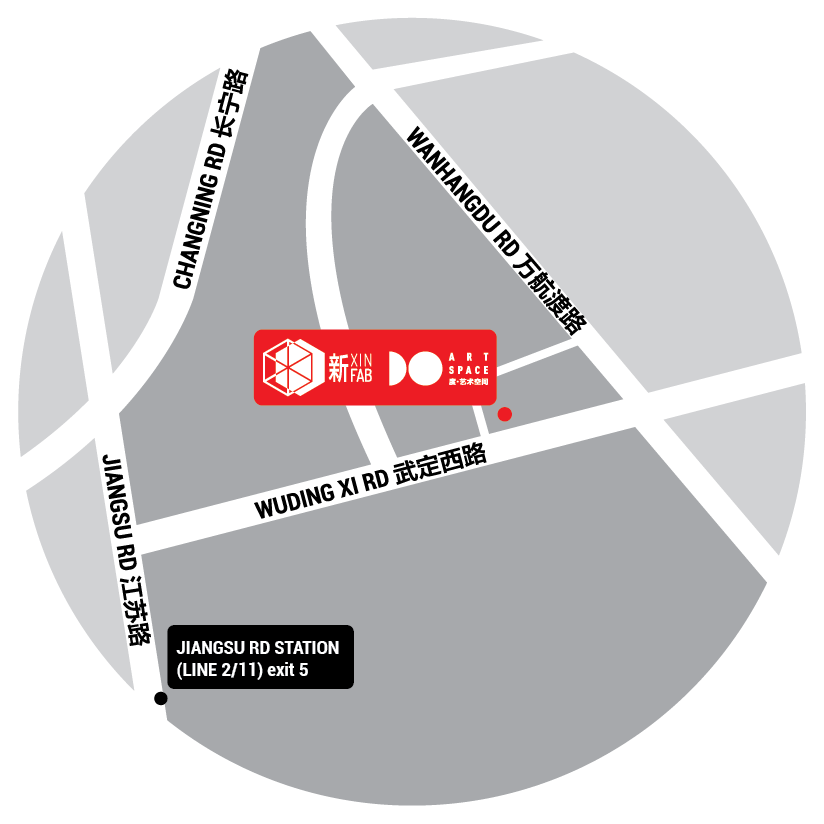 CHANGNING RD 长宁路
WANHANGDU RD 万航渡路
新 XIN
FAB
DO
ART
SPACE
度·艺术空间
WUDING XI RD 武定西路
JIANGSU RD 江苏路
JIANGSU RD STATION
(LINE 2/11) exit 5